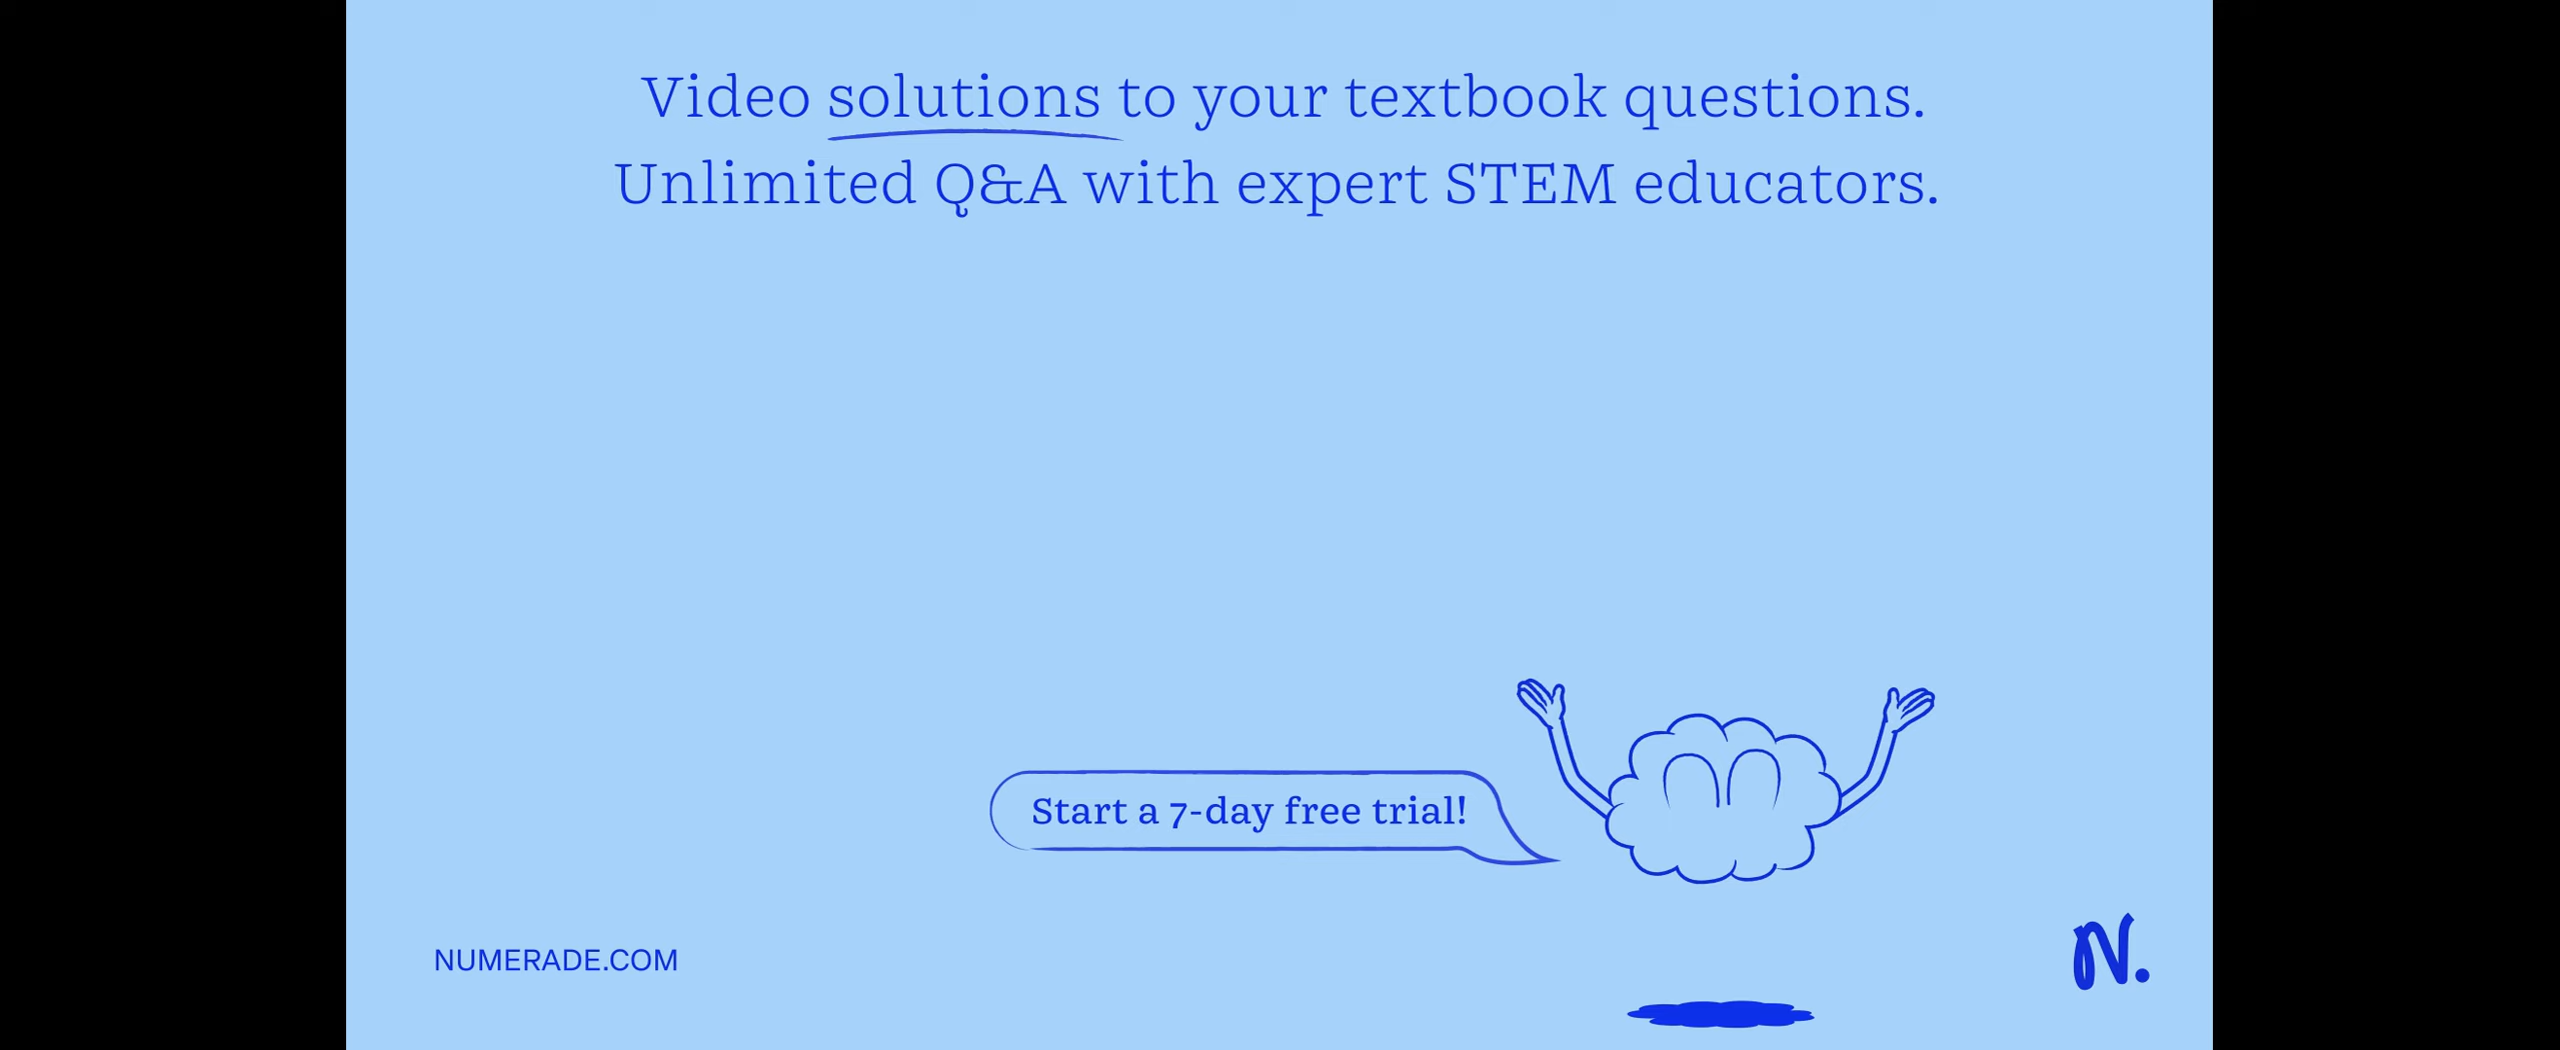 Video solutions to your textbook questions.
Unlimited Q&A with expert STEM educators.
Start a 7-day free trial!
NUMERADE.COM
N.